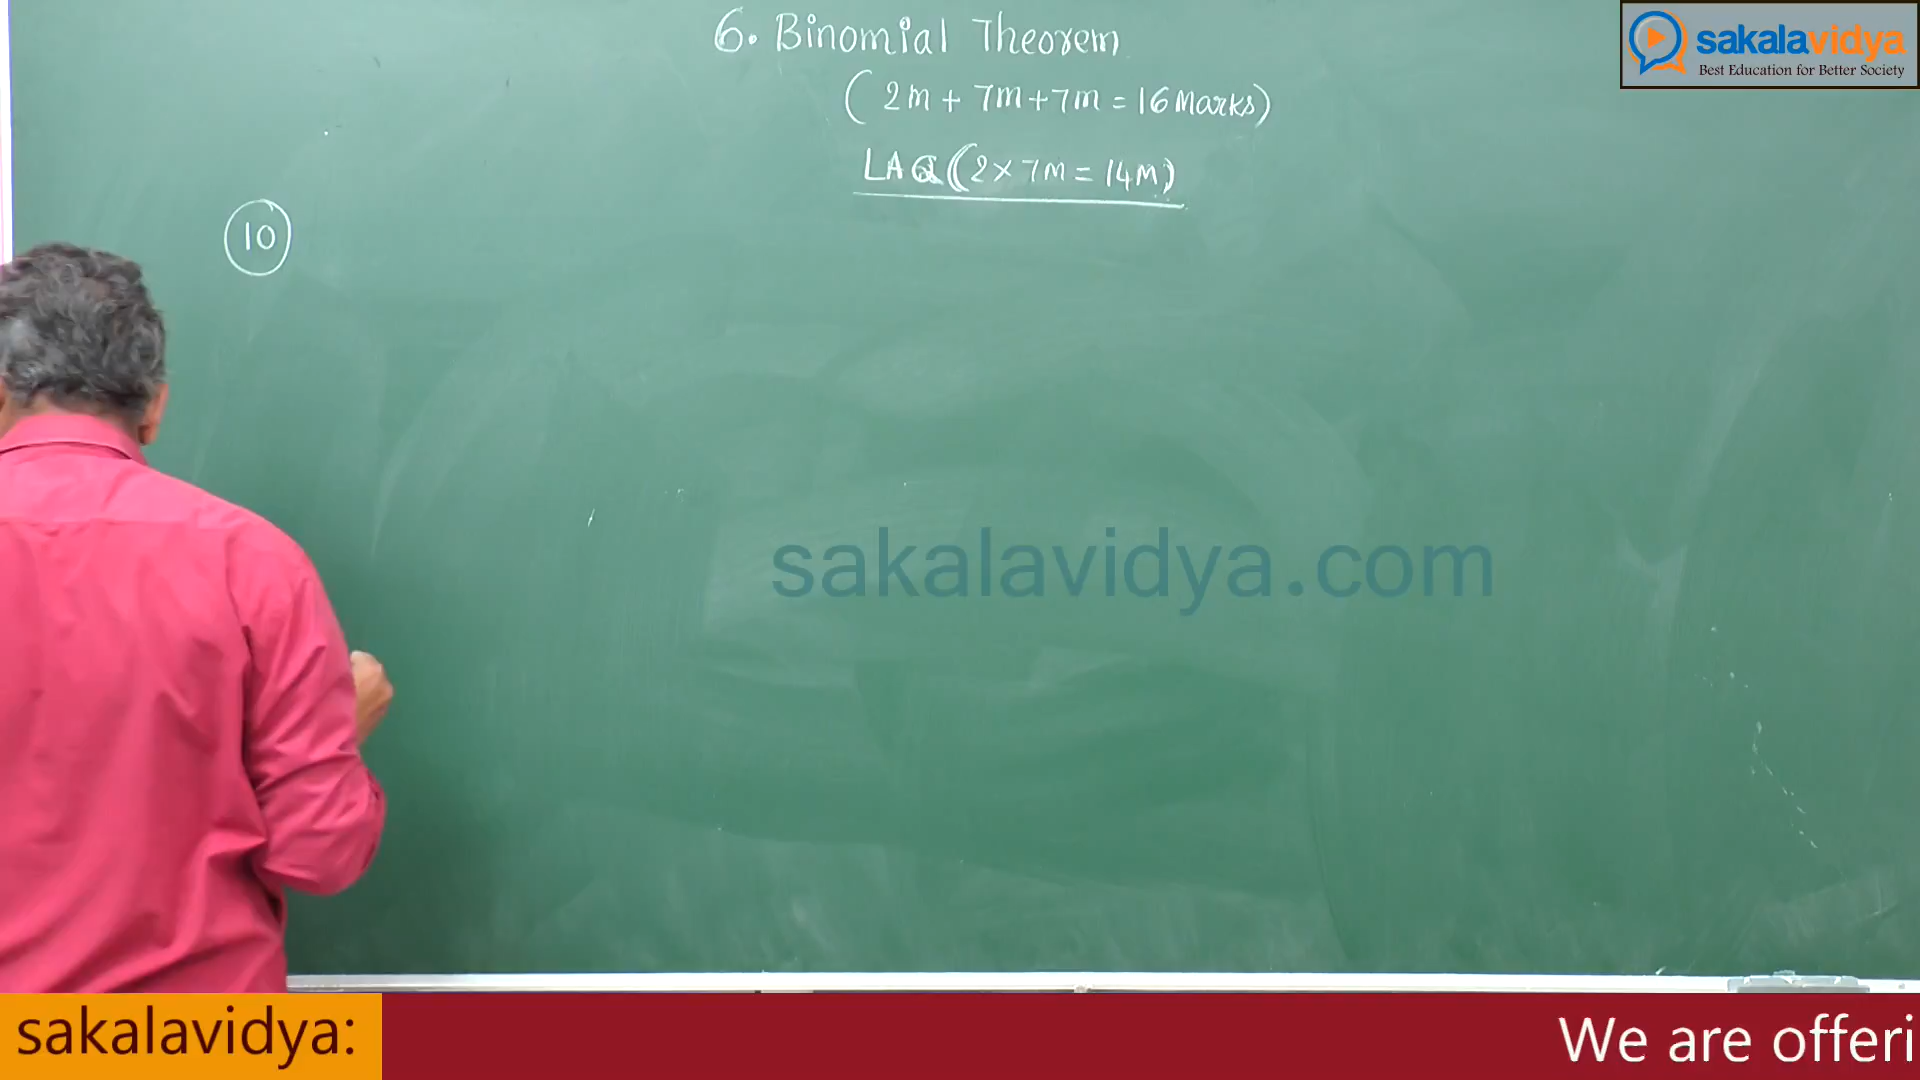 6. Binomial Theorem
(2m + 7m + 7m = 16 Marks)
LAQ (2 × 7m = 14m)
10
sakalavidya
Best Education for Better Society
sakalavidya.com
sakalavidya:
We are offeri